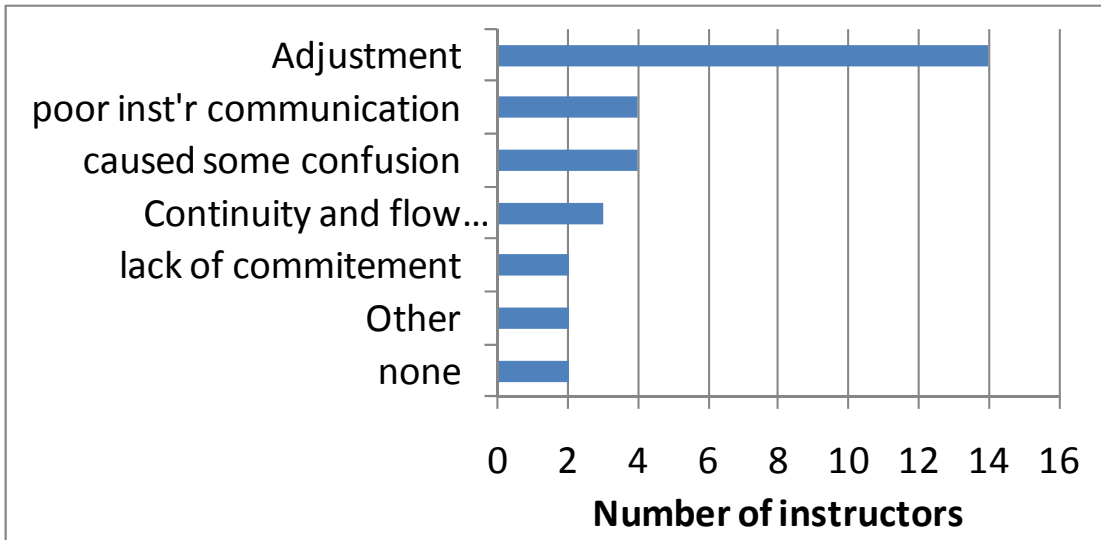 Adjustment
poor inst'r communication
caused some confusion
Continuity and flow...
lack of commitement
Other
none
0 2 4 6 8 10 12 14 16
Number of instructors